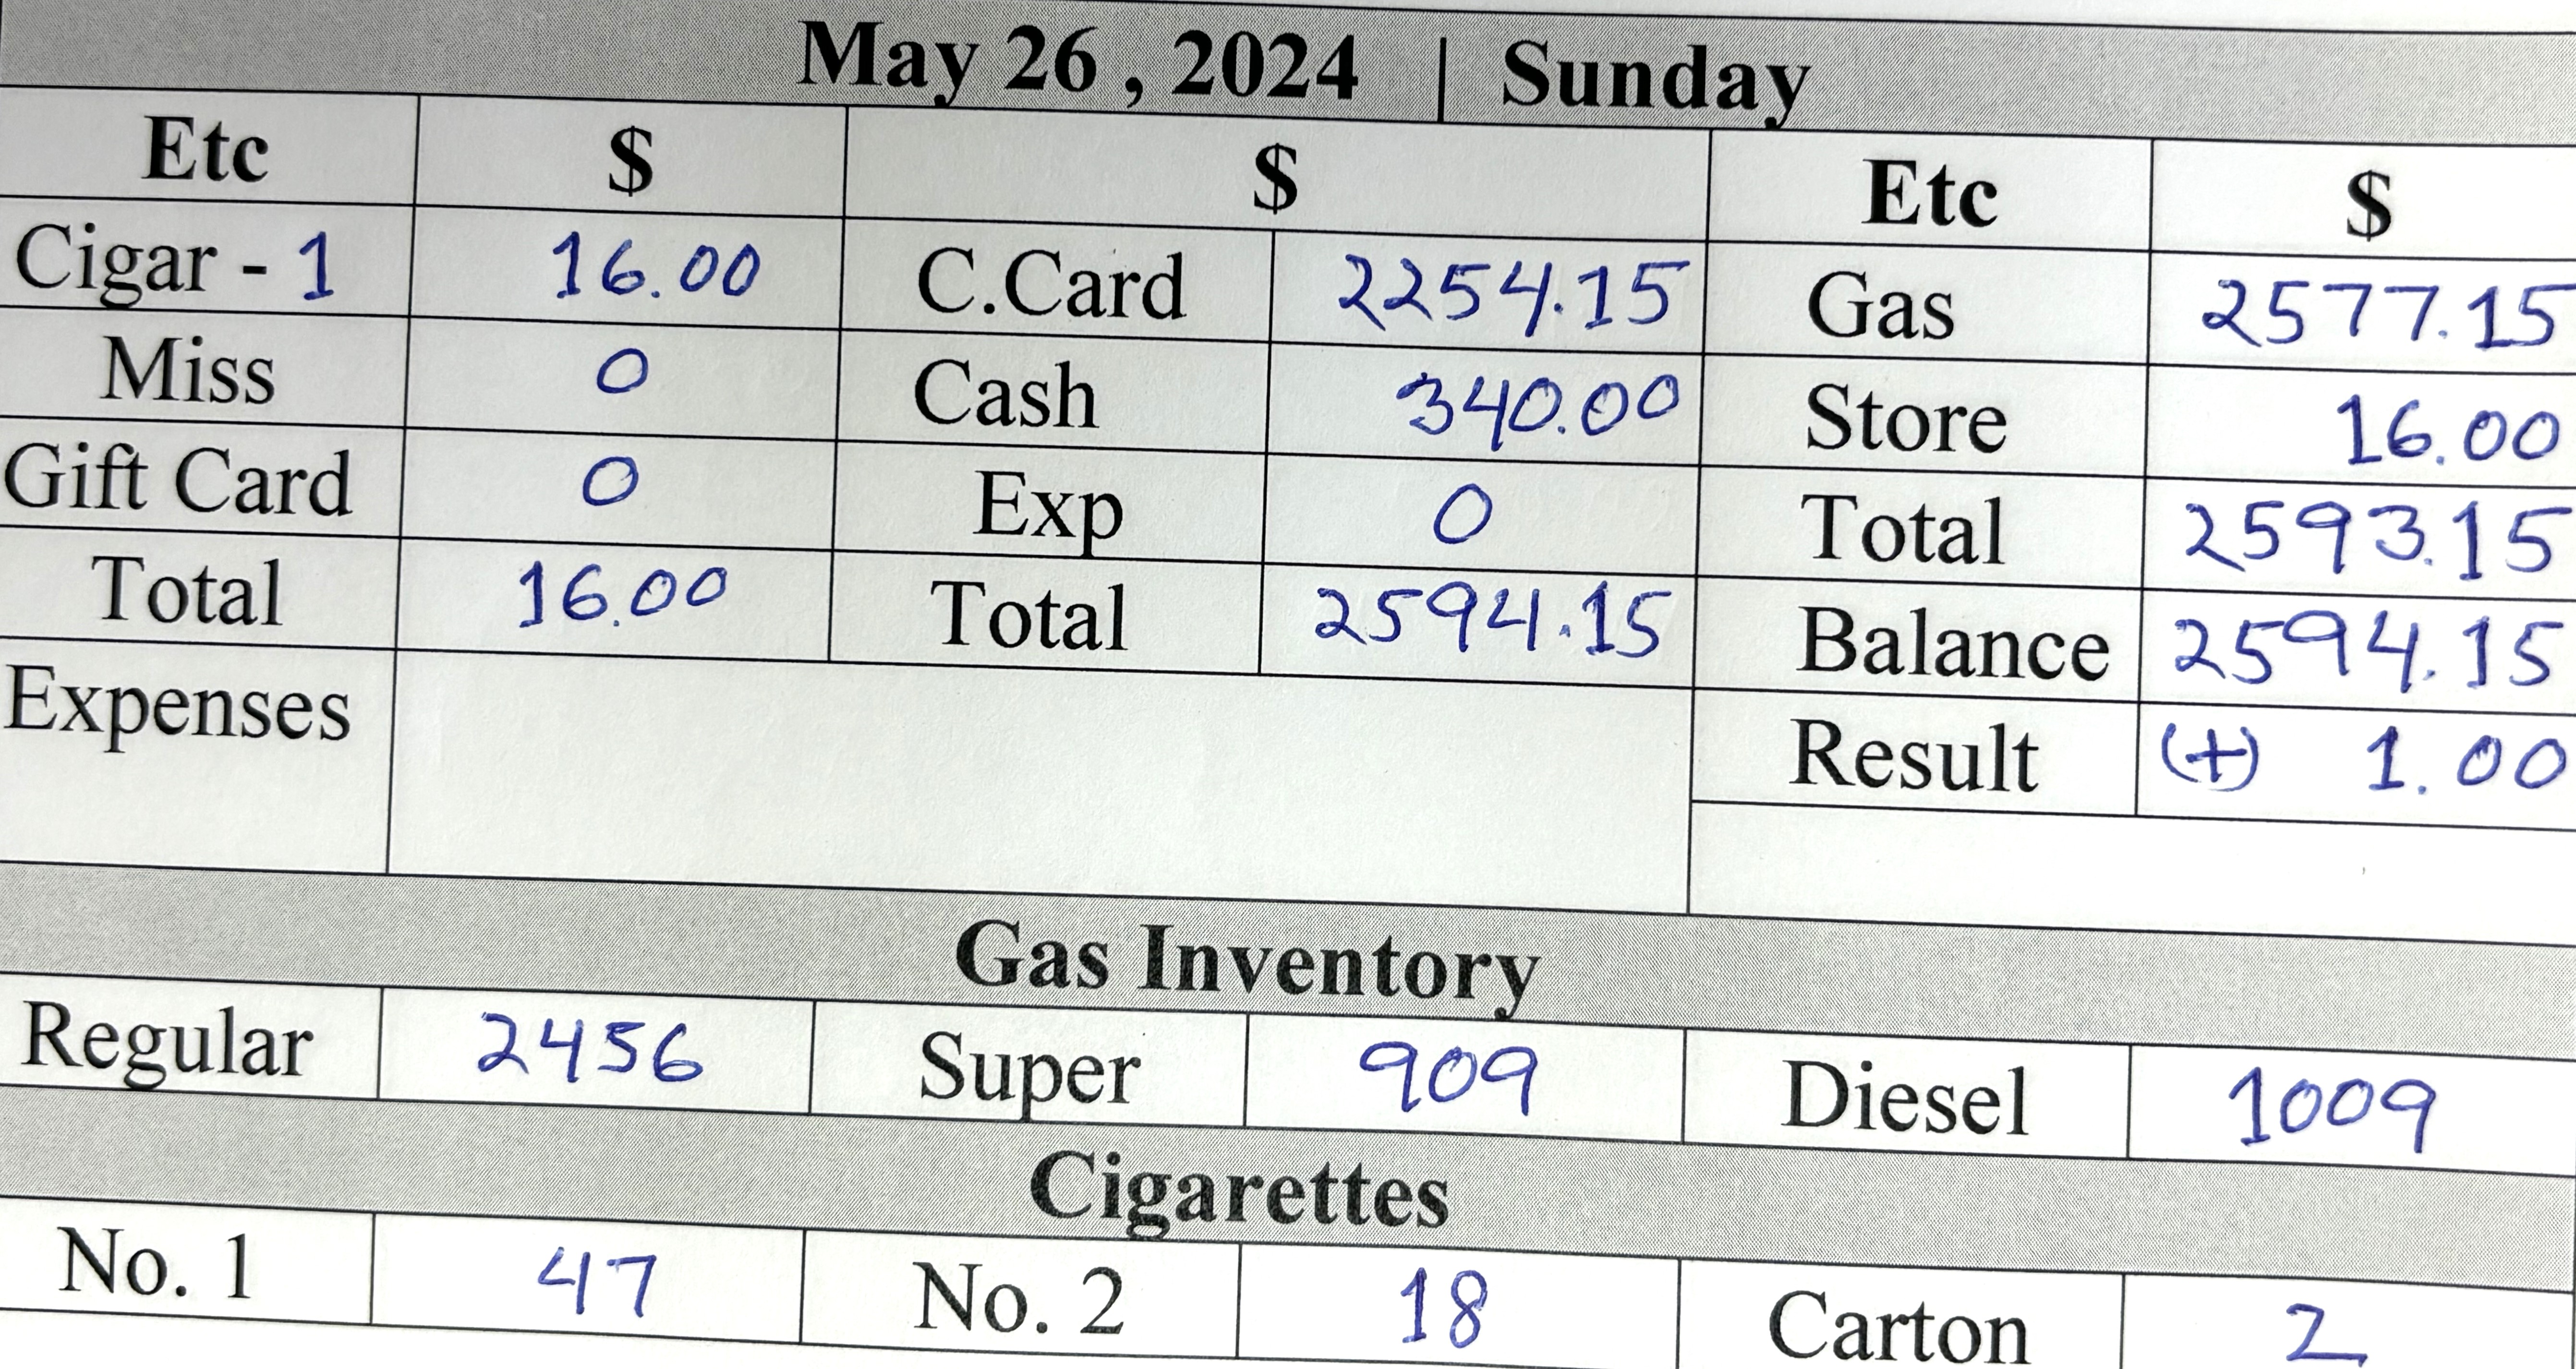 May 26 , 2024 | Sunday
Etc $ $ Etc $
Cigar - 1 16.00 C.Card 2254.15 Gas 2577.15
Miss 0 Cash 340.00 Store 16.00
Gift Card 0 Exp 0 Total 2593.15
Total 16.00 Total 2594.15 Balance 2594.15
Expenses Result (+) 1.00
Gas Inventory
Regular 2456 Super 909 Diesel 1009
Cigarettes
No. 1 47 No. 2 18 Carton 2